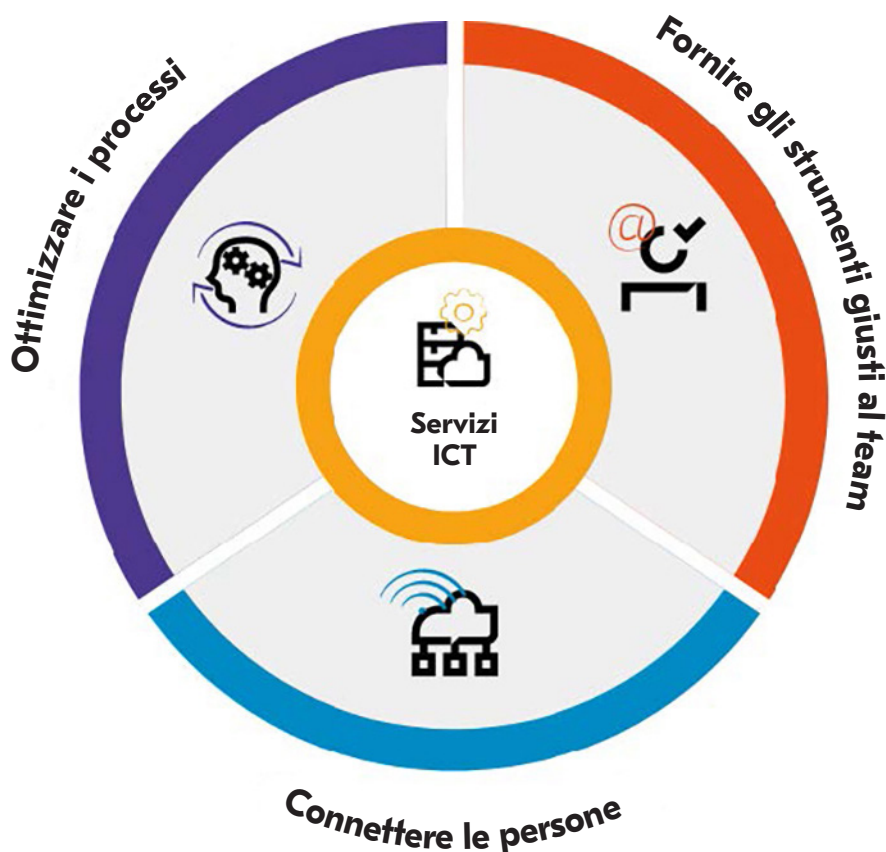 Ottimizzare i processi
Fornire gli strumenti giusti al team
@
Servizi
ICT
Connettere le persone